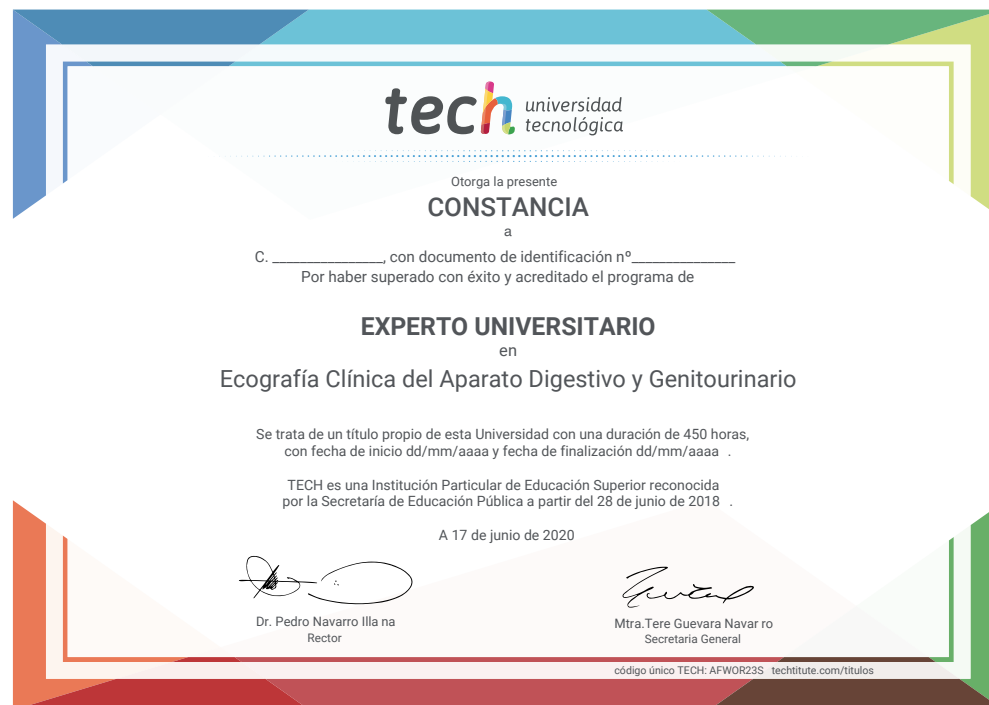 tech universidad
tecnológica
Otorga la presente
CONSTANCIA
a
C. ________________, con documento de identificación nº_______________
Por haber superado con éxito y acreditado el programa de
EXPERTO UNIVERSITARIO
en
Ecografía Clínica del Aparato Digestivo y Genitourinario
Se trata de un título propio de esta Universidad con una duración de 450 horas,
con fecha de inicio dd/mm/aaaa y fecha de finalización dd/mm/aaaa .
TECH es una Institución Particular de Educación Superior reconocida
por la Secretaría de Educación Pública a partir del 28 de junio de 2018 .
A 17 de junio de 2020
Dr. Pedro Navarro Illa na
Rector
Mtra.Tere Guevara Navar ro
Secretaria General
código único TECH: AFWOR23S techtitute.com/titulos